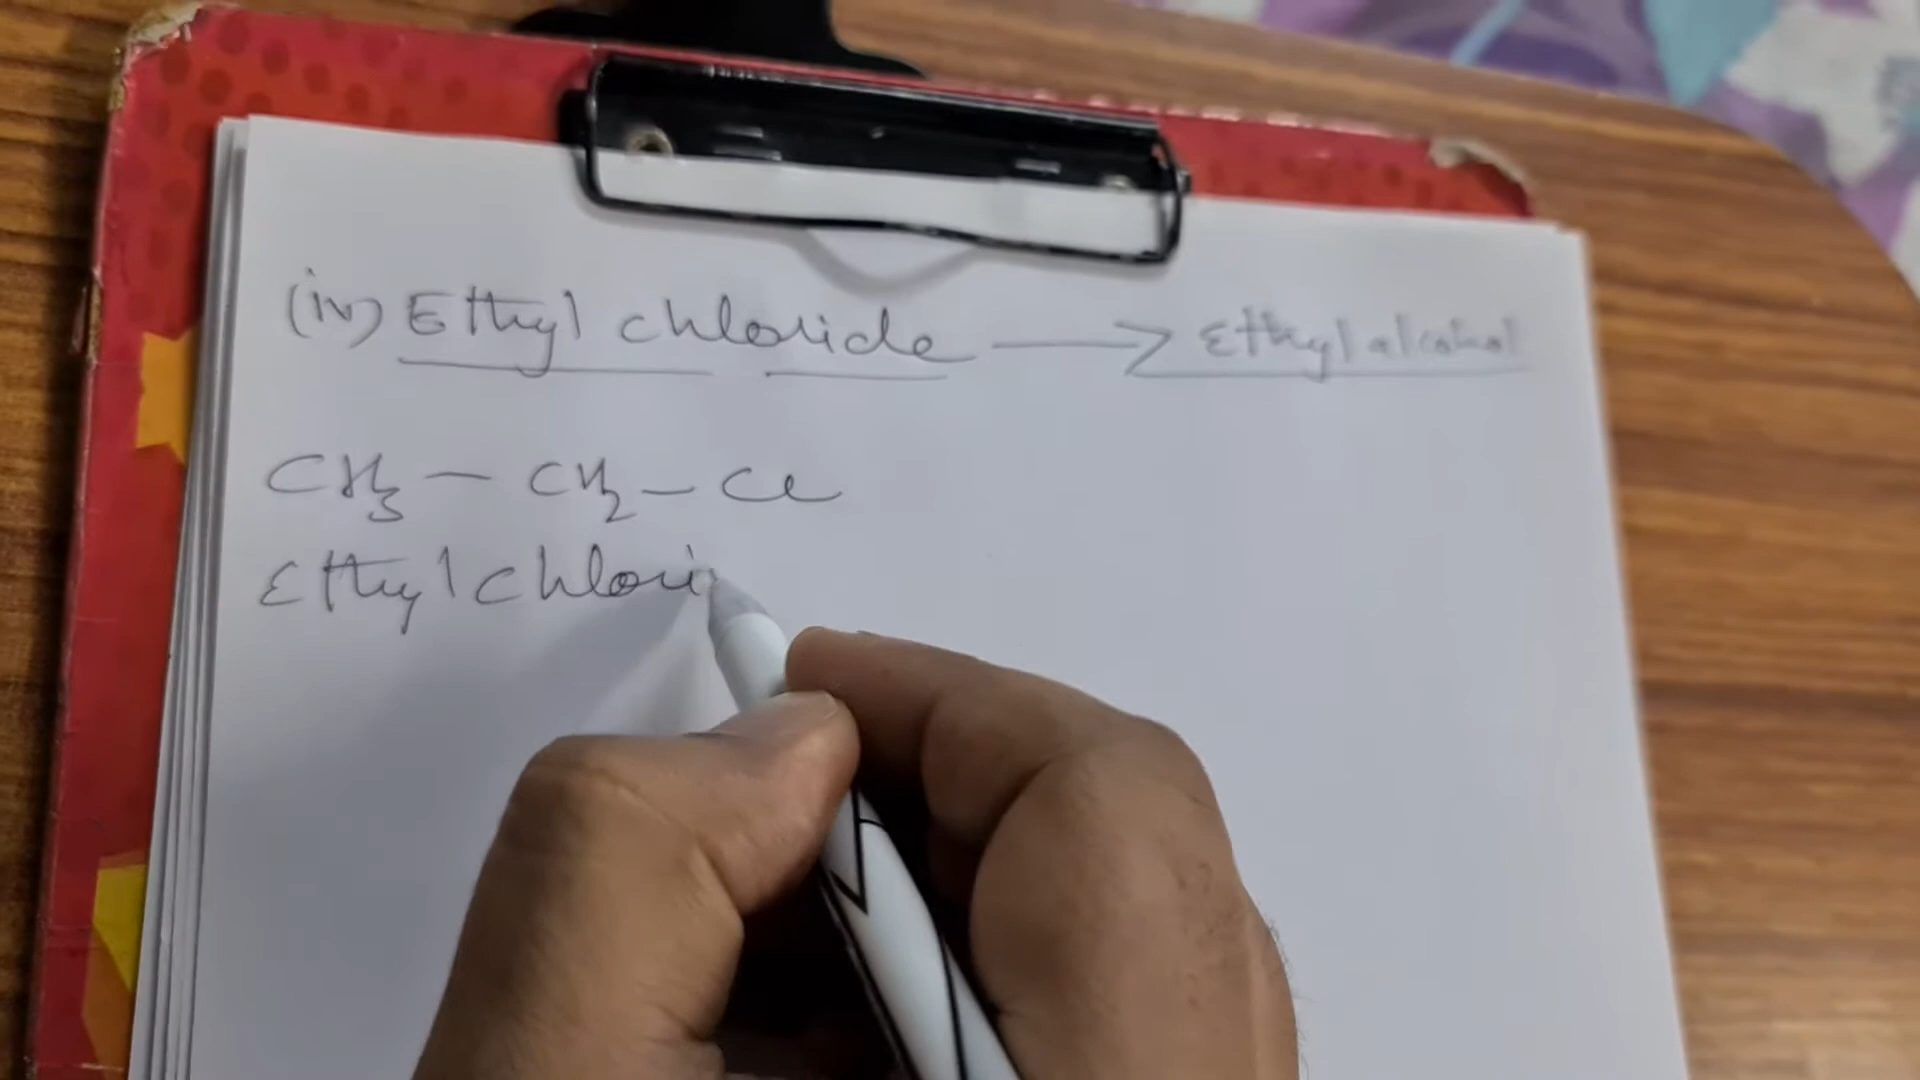 (iv) Ethyl chloride → Ethyl alcohol
CH₃ – CH₂ – Cl
Ethyl chlori